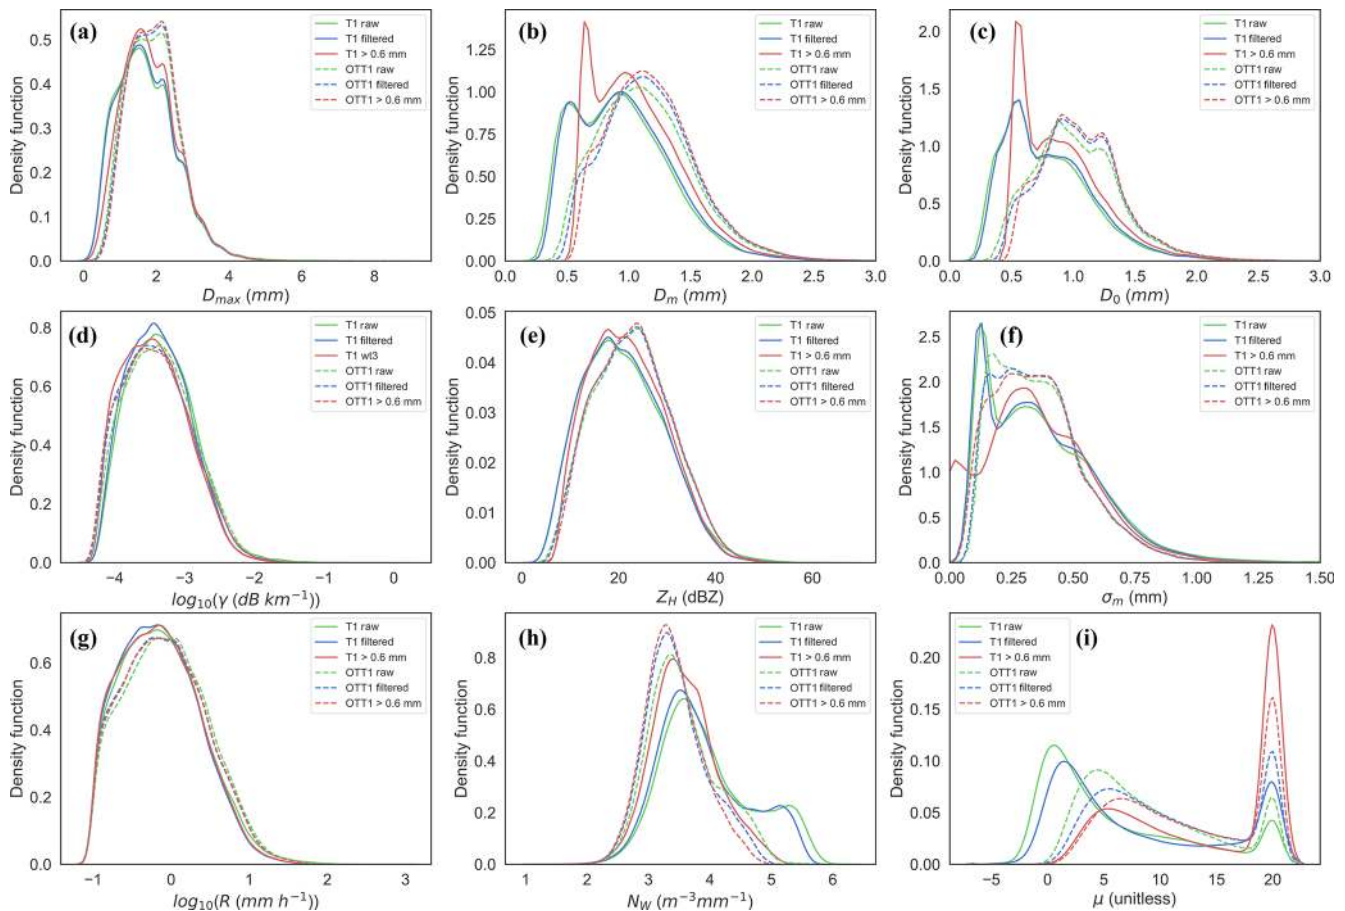 (a)
T1 raw
T1 filtered
T1 > 0.6 mm
OTT1 raw
OTT1 filtered
OTT1 > 0.6 mm
Density function
0.5
0.4
0.3
0.2
0.1
0.0
0 2 4 6 8
D_max (mm)
(b)
T1 raw
T1 filtered
T1 > 0.6 mm
OTT1 raw
OTT1 filtered
OTT1 > 0.6 mm
Density function
1.25
1.00
0.75
0.50
0.25
0.00
0.0 0.5 1.0 1.5 2.0 2.5 3.0
D_m (mm)
(c)
T1 raw
T1 filtered
T1 > 0.6 mm
OTT1 raw
OTT1 filtered
OTT1 > 0.6 mm
Density function
2.0
1.5
1.0
0.5
0.0
0.0 0.5 1.0 1.5 2.0 2.5 3.0
D_0 (mm)
(d)
T1 raw
T1 filtered
T1 wt3
OTT1 raw
OTT1 filtered
OTT1 > 0.6 mm
Density function
0.8
0.6
0.4
0.2
0.0
−4 −3 −2 −1 0
log_10(γ (dB km^−1))
(e)
T1 raw
T1 filtered
T1 > 0.6 mm
OTT1 raw
OTT1 filtered
OTT1 > 0.6 mm
Density function
0.05
0.04
0.03
0.02
0.01
0.00
0 20 40 60
Z_H (dBZ)
(f)
T1 raw
T1 filtered
T1 > 0.6 mm
OTT1 raw
OTT1 filtered
OTT1 > 0.6 mm
Density function
2.5
2.0
1.5
1.0
0.5
0.0
0.00 0.25 0.50 0.75 1.00 1.25 1.50
σ_m (mm)
(g)
T1 raw
T1 filtered
T1 > 0.6 mm
OTT1 raw
OTT1 filtered
OTT1 > 0.6 mm
Density function
0.6
0.4
0.2
0.0
−1 0 1 2 3
log_10(R (mm h^−1))
(h)
T1 raw
T1 filtered
T1 > 0.6 mm
OTT1 raw
OTT1 filtered
OTT1 > 0.6 mm
Density function
0.8
0.6
0.4
0.2
0.0
1 2 3 4 5 6
N_W (m^−3mm^−1)
(i)
T1 raw
T1 filtered
T1 > 0.6 mm
OTT1 raw
OTT1 filtered
OTT1 > 0.6 mm
Density function
0.20
0.15
0.10
0.05
0.00
−5 0 5 10 15 20
μ (unitless)